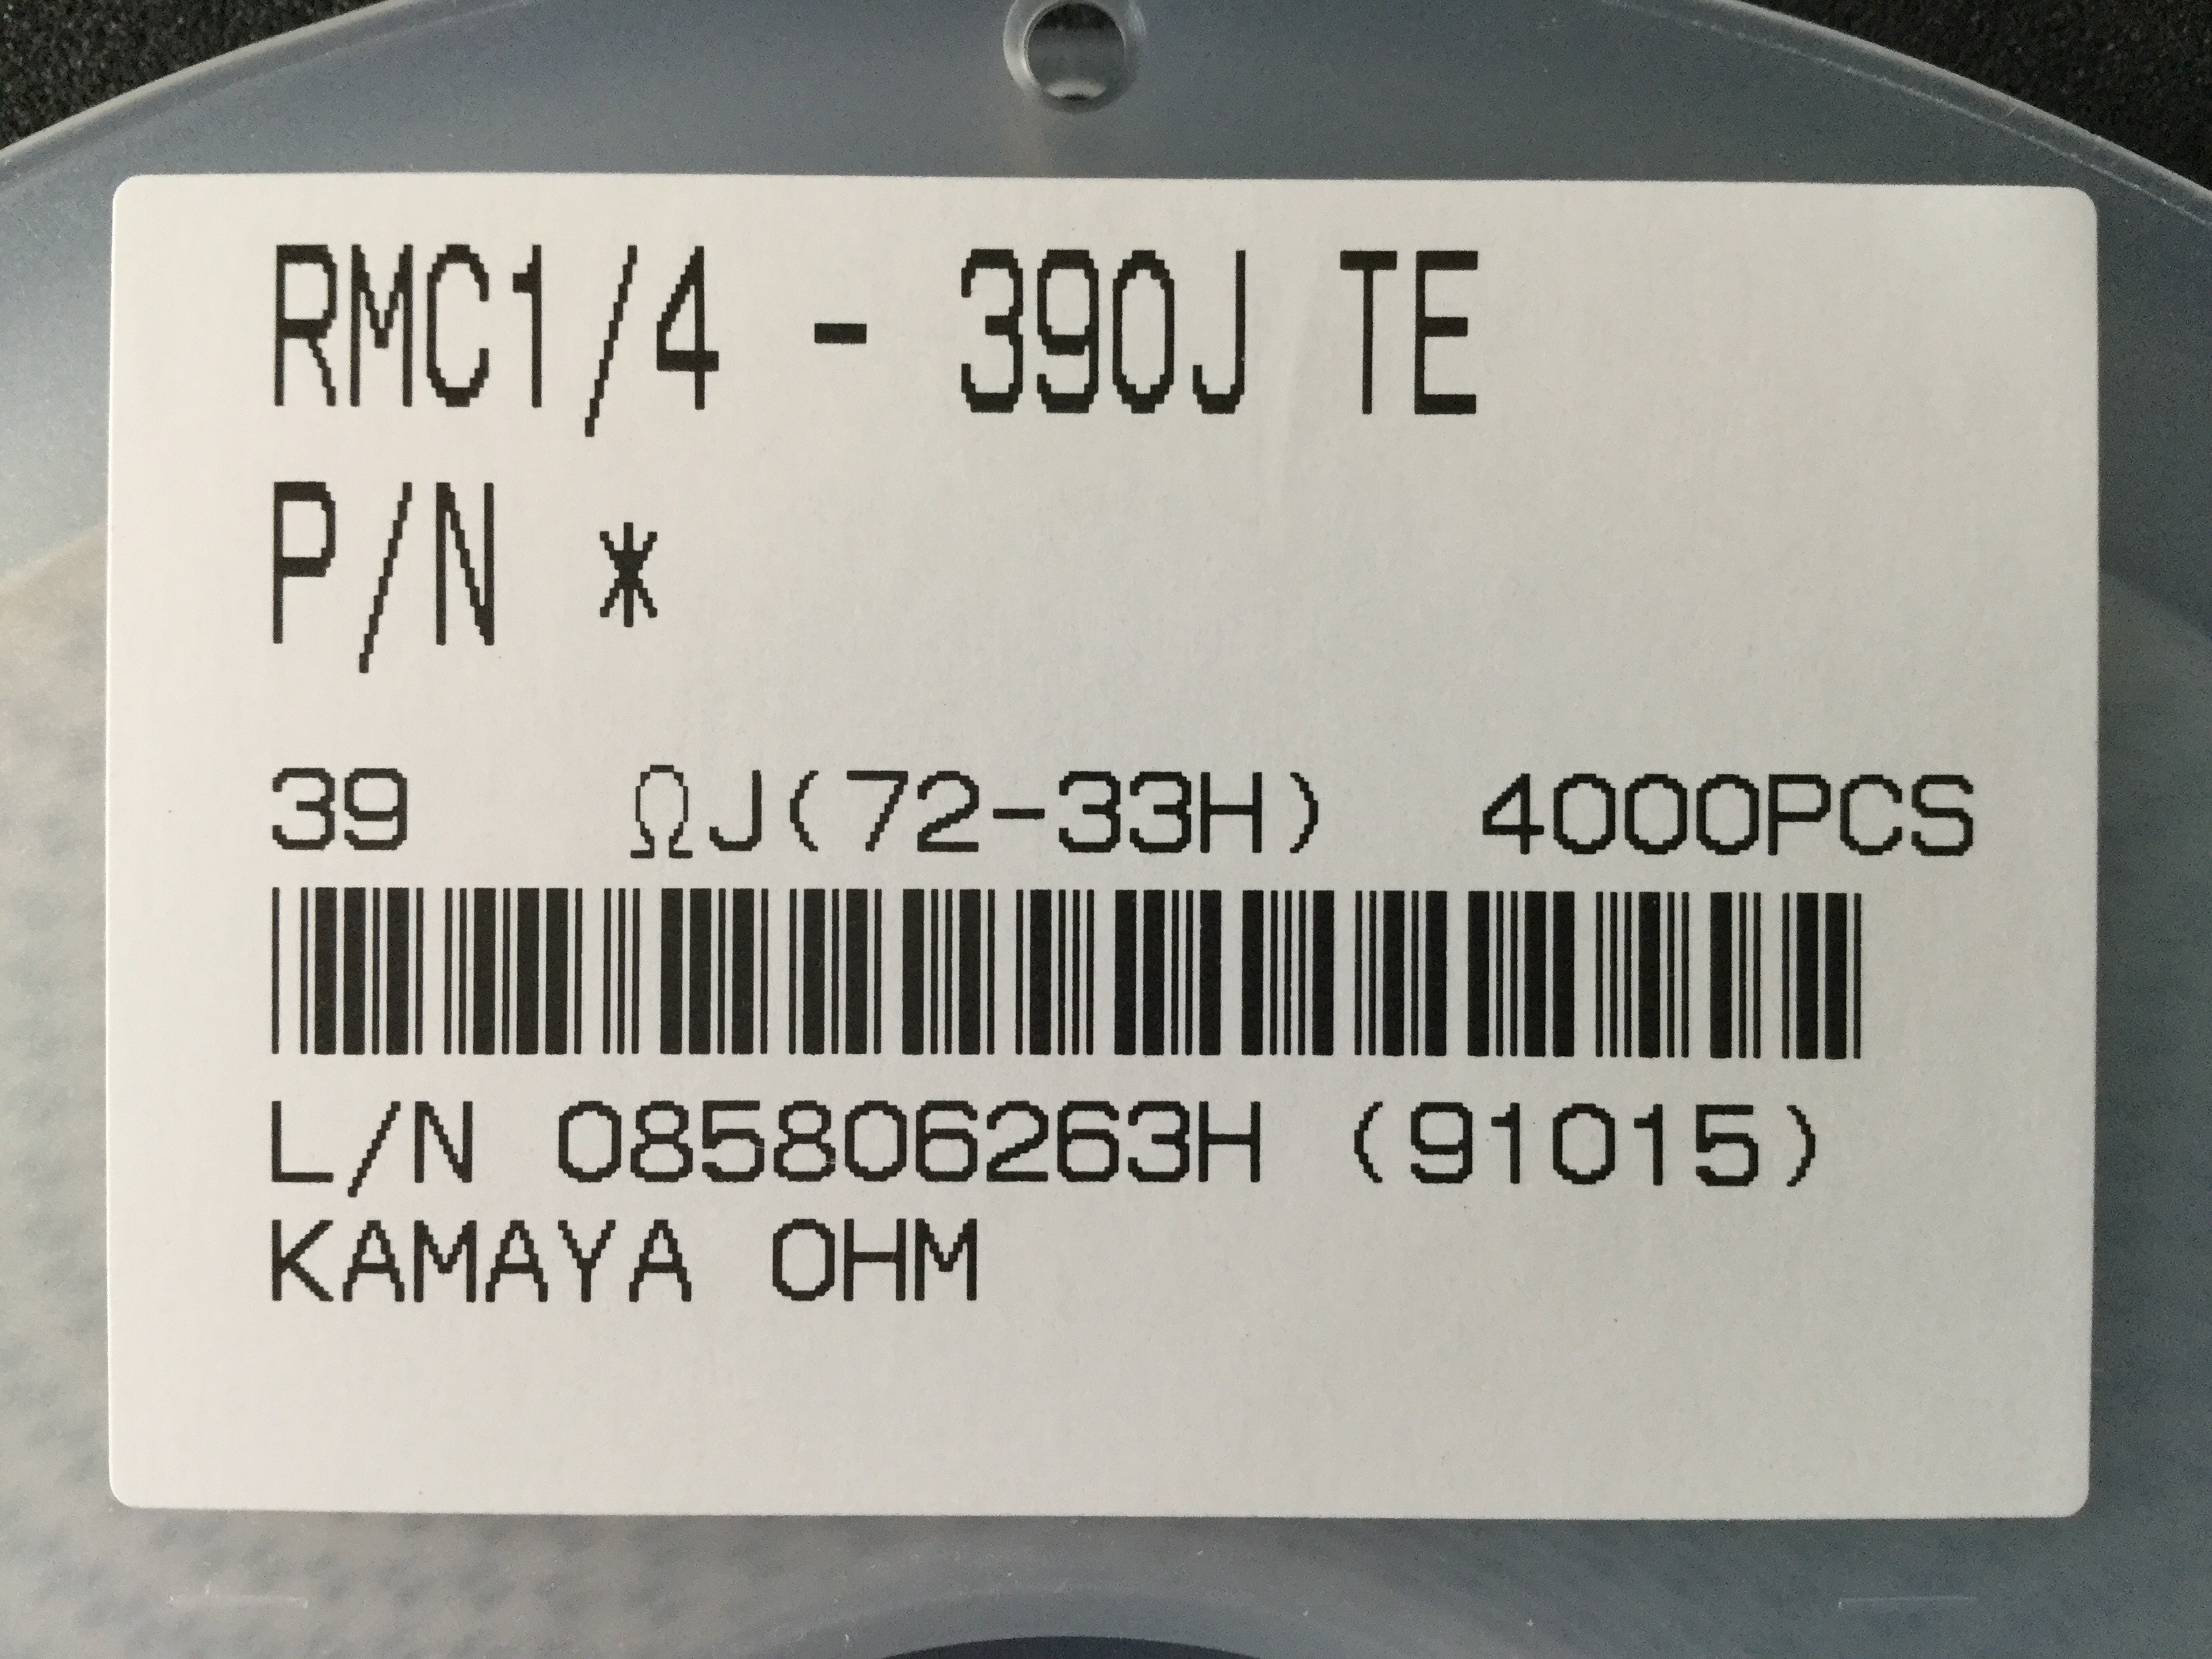 RMC1/4 - 390J TE
P/N *
39 ΩJ(72-33H) 4000PCS
L/N 085806263H (91015)
KAMAYA OHM